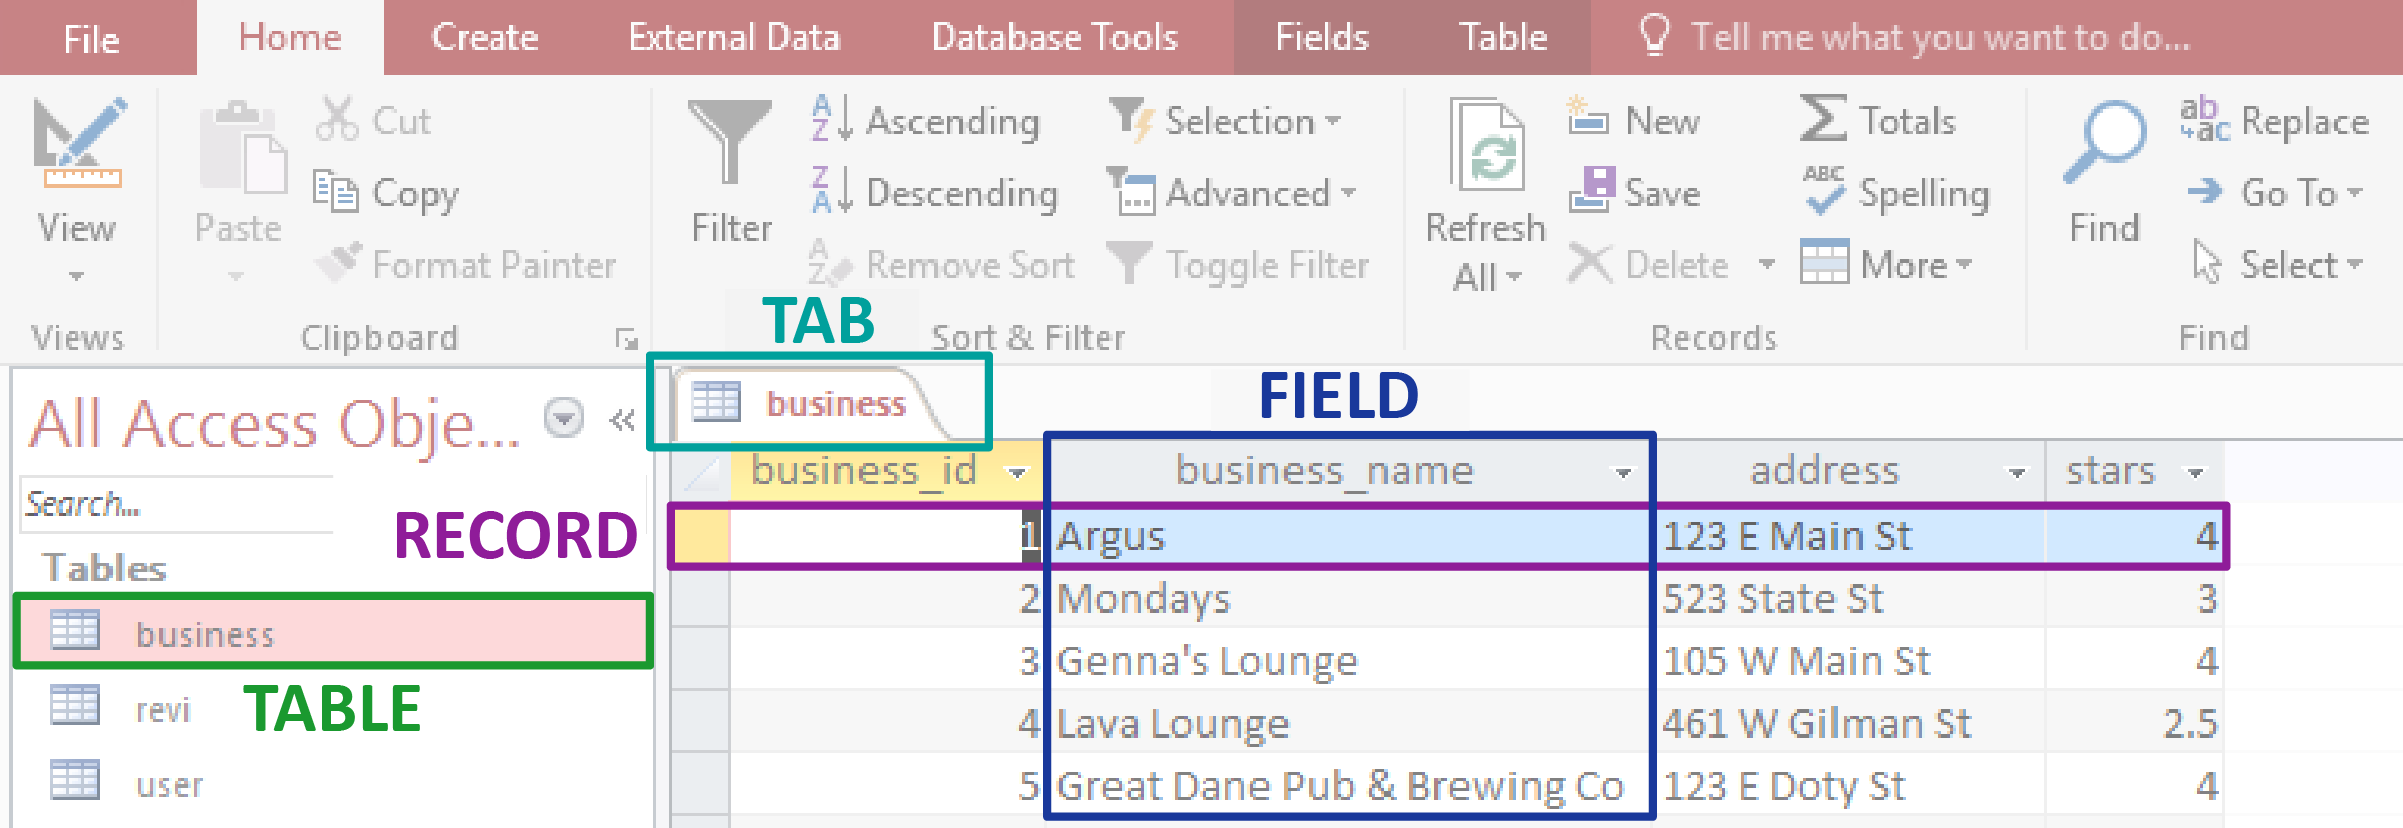 File Home Create External Data Database Tools Fields Table Tell me what you want to do...
View
Views
Paste
Cut
Copy
Format Painter
Clipboard
Filter
Ascending
Descending
Remove Sort
Selection
Advanced
Toggle Filter
Sort & Filter
Refresh
All
New
Save
Delete
Totals
Spelling
More
Records
Find
Replace
Go To
Select
Find
TAB
All Access Obje...
Search...
Tables
business
revi
user
RECORD
TABLE
business
FIELD
business_id business_name address stars
1 Argus 123 E Main St 4
2 Mondays 523 State St 3
3 Genna's Lounge 105 W Main St 4
4 Lava Lounge 461 W Gilman St 2.5
5 Great Dane Pub & Brewing Co 123 E Doty St 4